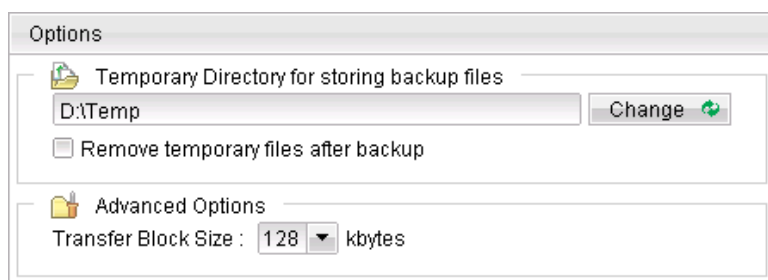 Options
Temporary Directory for storing backup files
D:\Temp Change
Remove temporary files after backup
Advanced Options
Transfer Block Size : 128 kbytes